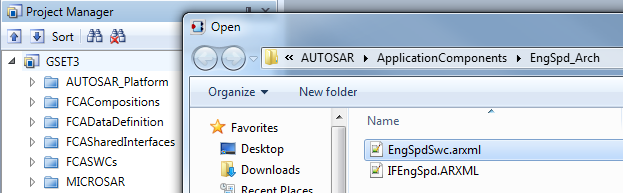 Project Manager
Sort
GSET3
AUTOSAR_Platform
FCACompositions
FCADataDefinition
FCASharedInterfaces
FCASWCs
MICROSAR
Open
« AUTOSAR ▸ ApplicationComponents ▸ EngSpd_Arch
Organize ▾ New folder
Favorites
Desktop
Downloads
Recent Places
Name
EngSpdSwc.arxml
IFEngSpd.ARXML